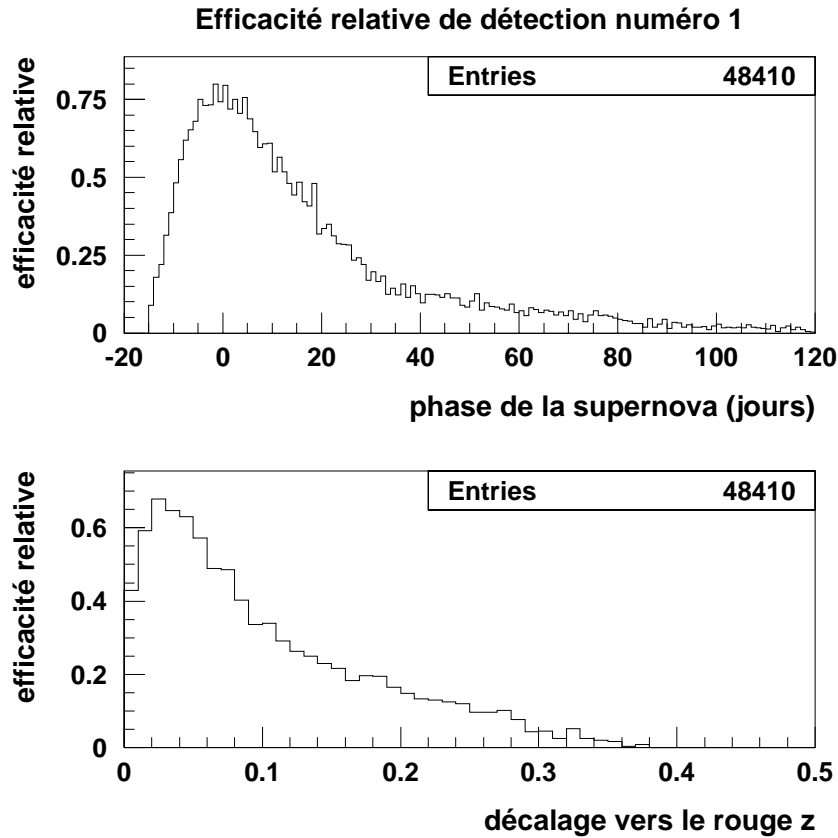 Efficacité relative de détection numéro 1
efficacité relative
Entries 48410
0.75
0.5
0.25
0
-20 0 20 40 60 80 100 120
phase de la supernova (jours)
efficacité relative
Entries 48410
0.6
0.4
0.2
0
0 0.1 0.2 0.3 0.4 0.5
décalage vers le rouge z